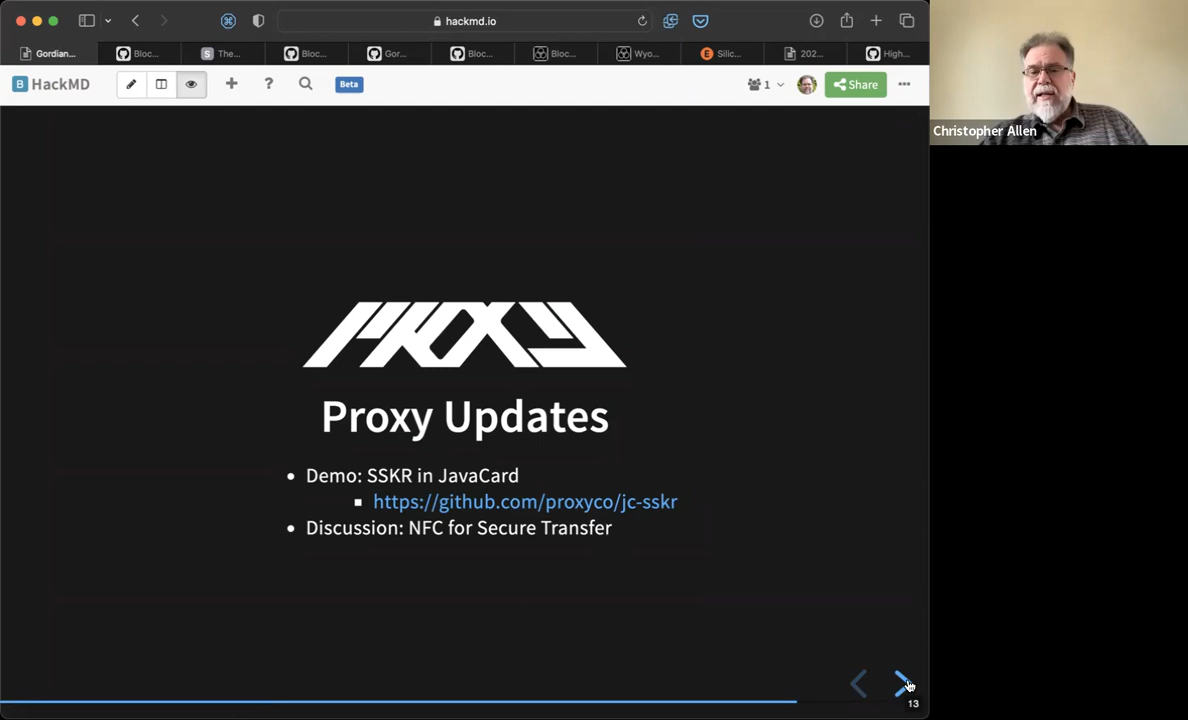 hackmd.io
Gordian...
Bloc...
The...
Bloc...
Gor...
Bloc...
Bloc...
Wyo...
Silic...
202...
High...
HackMD
Beta
1
Share
Christopher Allen
PROXY
Proxy Updates
Demo: SSKR in JavaCard
https://github.com/proxyco/jc-sskr
Discussion: NFC for Secure Transfer
13